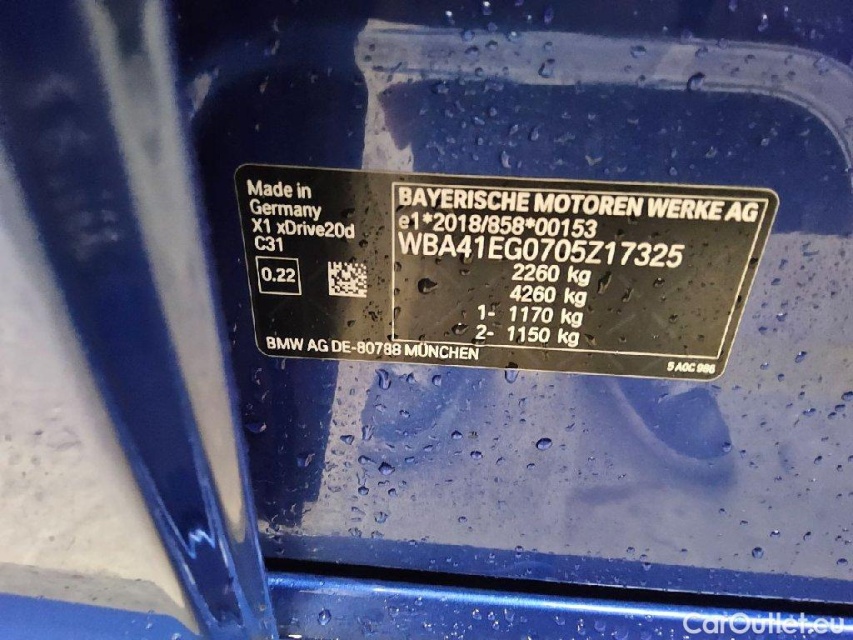 Made in
Germany
X1 xDrive20d
C31
0.22
BMW AG DE-80788 MÜNCHEN
BAYERISCHE MOTOREN WERKE AG
e1*2018/858*00153
WBA41EG0705Z17325
2260 kg
4260 kg
1- 1170 kg
2- 1150 kg
5 A0C 986
CarOutlet.eu